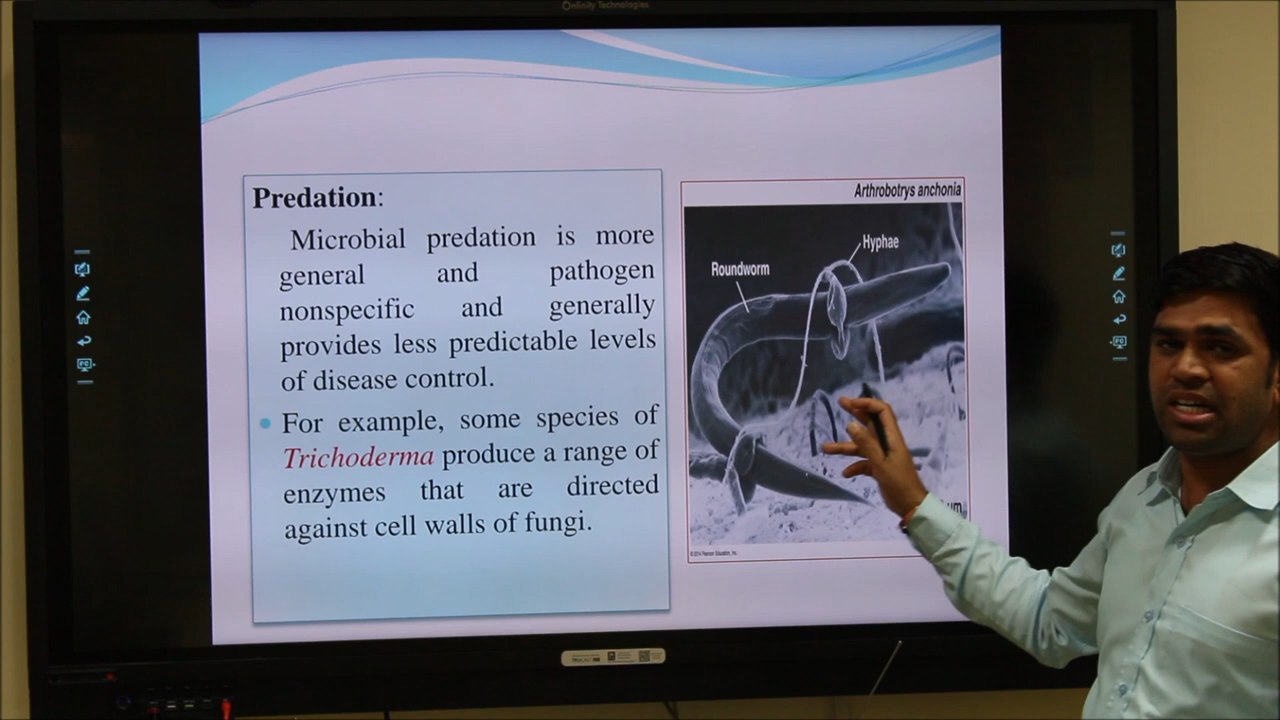 Onfinity Technologies
Predation:
Microbial predation is more
general and pathogen
nonspecific and generally
provides less predictable levels
of disease control.
For example, some species of
Trichoderma produce a range of
enzymes that are directed
against cell walls of fungi.
Arthrobotrys anchonia
Hyphae
Roundworm